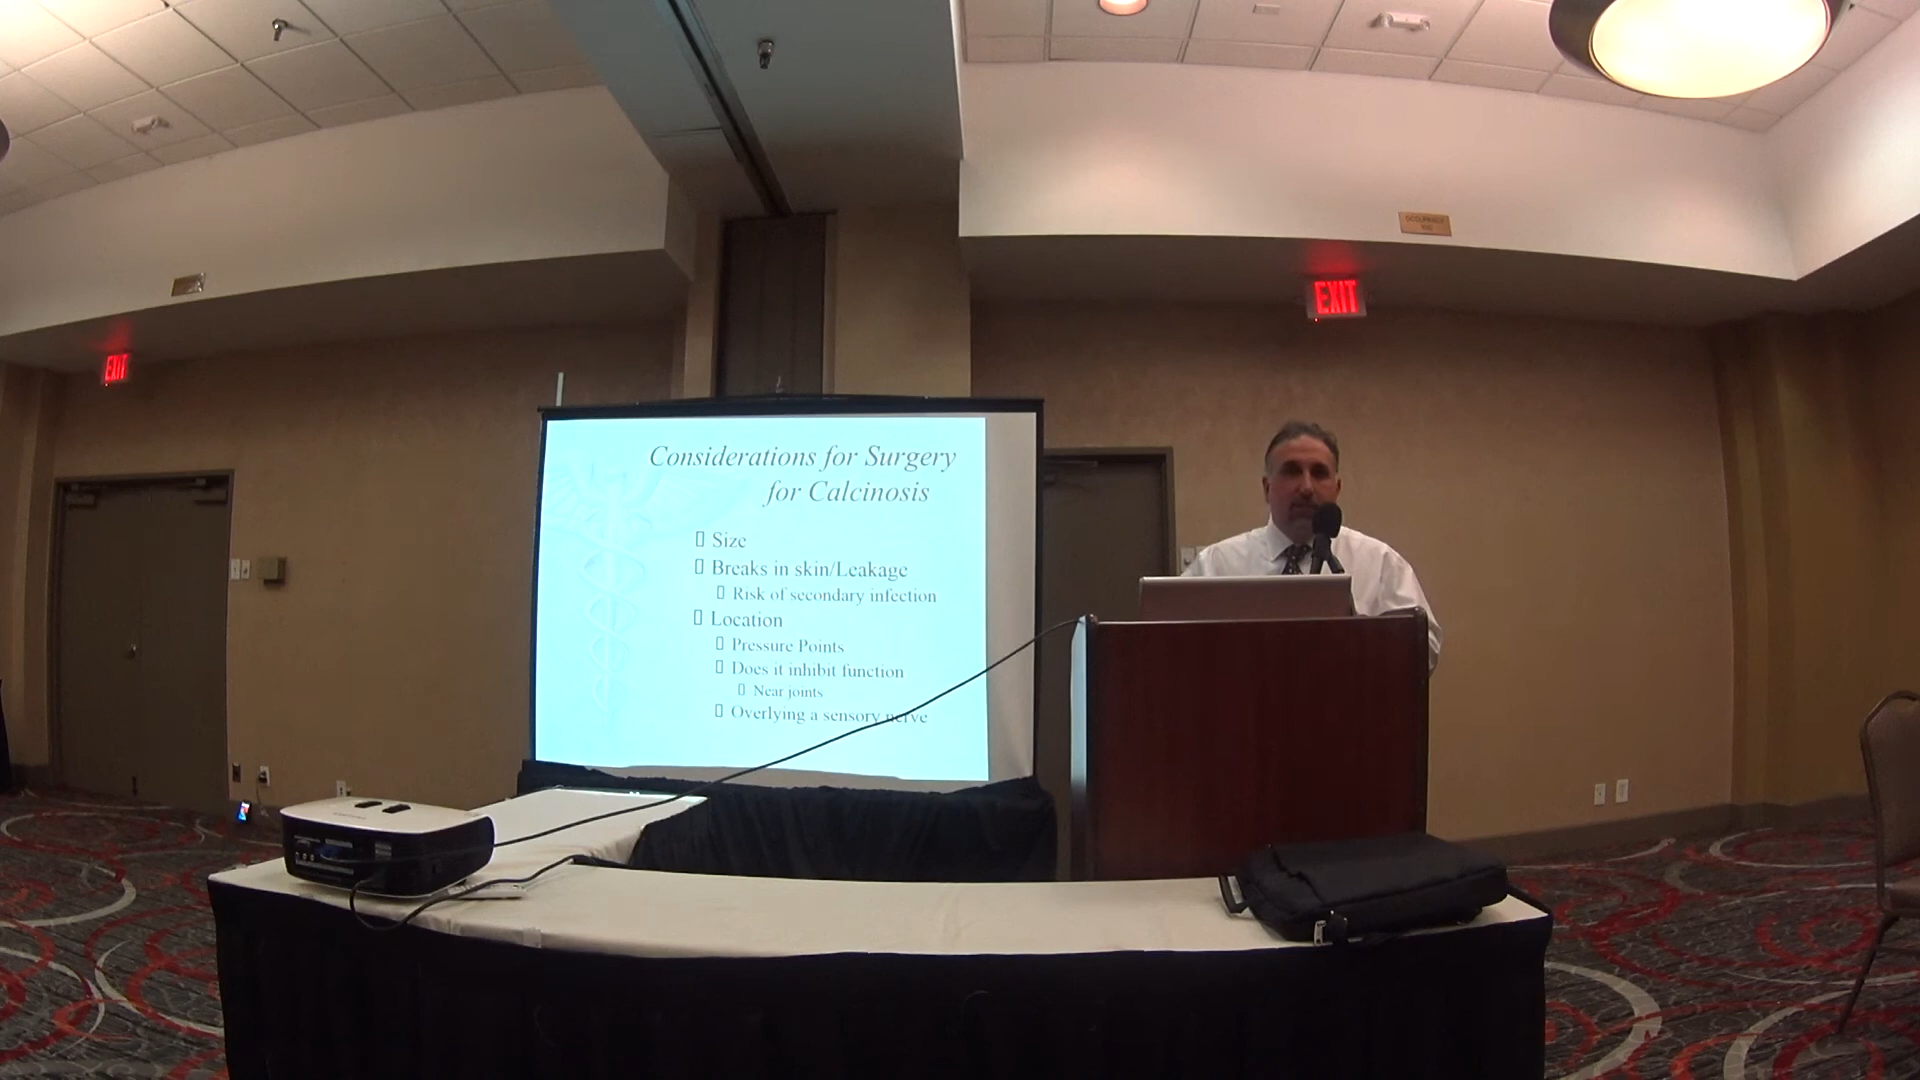 EXIT
EXIT
Considerations for Surgery
for Calcinosis
Size
Breaks in skin/Leakage
Risk of secondary infection
Location
Pressure Points
Does it inhibit function
Near joints
Overlying a sensory nerve